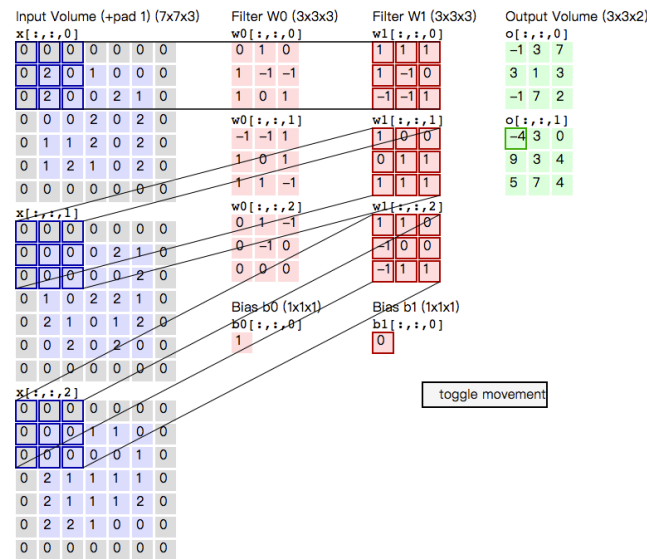 Input Volume (+pad 1) (7x7x3)
x[:,:,0]
0 0 0 0 0 0 0
0 2 0 1 0 0 0
0 2 0 0 2 1 0
0 0 0 2 0 2 0
0 1 1 2 0 2 0
0 1 2 1 0 2 0
0 0 0 0 0 0 0
x[:,:,1]
0 0 0 0 0 0 0
0 0 0 0 2 1 0
0 0 0 0 0 2 0
0 1 0 2 2 1 0
0 2 1 0 1 2 0
0 0 2 0 2 0 0
0 0 0 0 0 0 0
x[:,:,2]
0 0 0 0 0 0 0
0 0 0 1 1 0 0
0 0 0 0 0 1 0
0 2 1 1 1 1 0
0 2 1 1 1 2 0
0 2 2 1 0 0 0
0 0 0 0 0 0 0
Filter W0 (3x3x3)
w0[:,:,0]
0 1 0
1 -1 -1
1 0 1
w0[:,:,1]
-1 -1 1
1 0 1
1 1 -1
w0[:,:,2]
0 1 -1
0 -1 0
0 0 0
Bias b0 (1x1x1)
b0[:,:,0]
1
Filter W1 (3x3x3)
w1[:,:,0]
1 1 1
1 -1 0
-1 -1 1
w1[:,:,1]
1 0 0
0 1 1
1 1 1
w1[:,:,2]
1 1 0
-1 0 0
-1 1 1
Bias b1 (1x1x1)
b1[:,:,0]
0
Output Volume (3x3x2)
o[:,:,0]
-1 3 7
3 1 3
-1 7 2
o[:,:,1]
-4 3 0
9 3 4
5 7 4
toggle movement